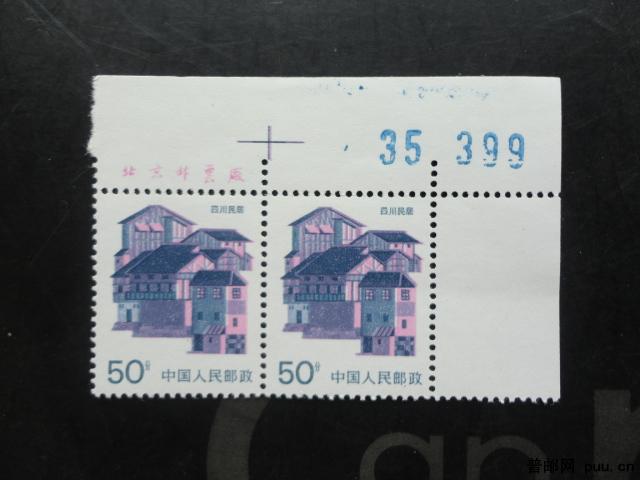 35 399
北京邮票厂
四川民居
四川民居
50分 中国人民邮政
50分 中国人民邮政
普邮网 puu.cn